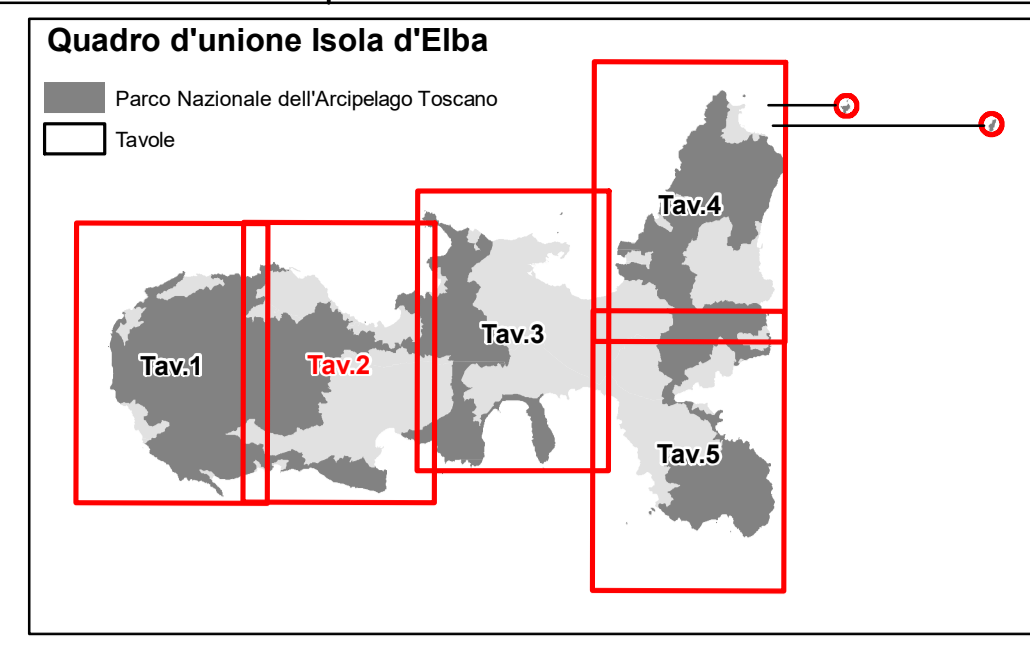 Quadro d'unione Isola d'Elba
Parco Nazionale dell'Arcipelago Toscano
Tavole
Tav.4
Tav.3
Tav.1
Tav.2
Tav.5